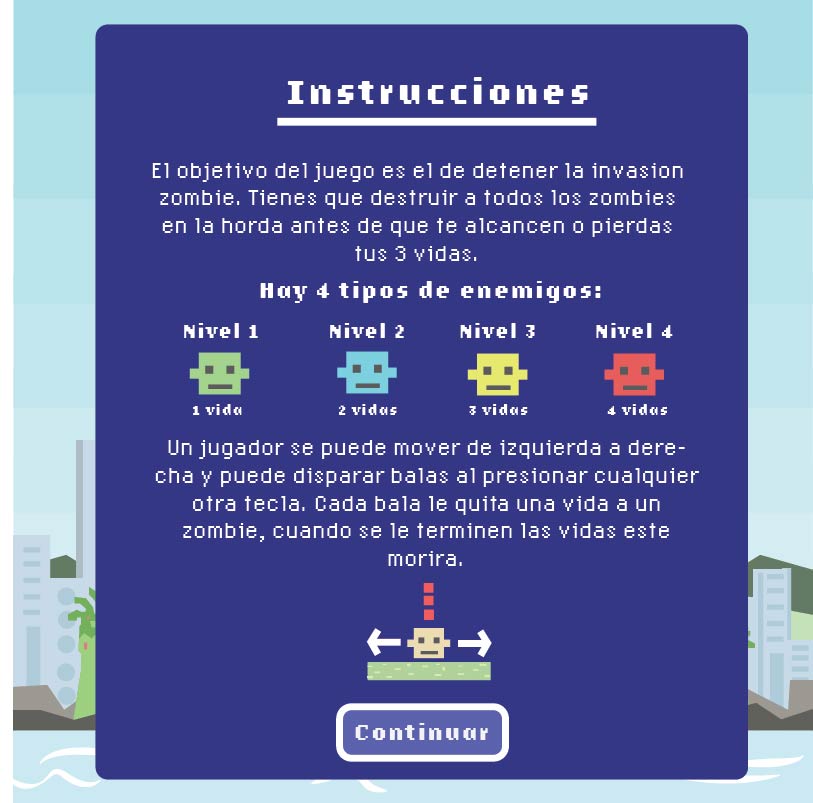 Instrucciones
El objetivo del juego es el de detener la invasion
zombie. Tienes que destruir a todos los zombies
en la horda antes de que te alcancen o pierdas
tus 3 vidas.
Hay 4 tipos de enemigos:
Nivel 1 Nivel 2 Nivel 3 Nivel 4
1 vida 2 vidas 3 vidas 4 vidas
Un jugador se puede mover de izquierda a dere-
cha y puede disparar balas al presionar cualquier
otra tecla. Cada bala le quita una vida a un
zombie, cuando se le terminen las vidas este
morira.
Continuar